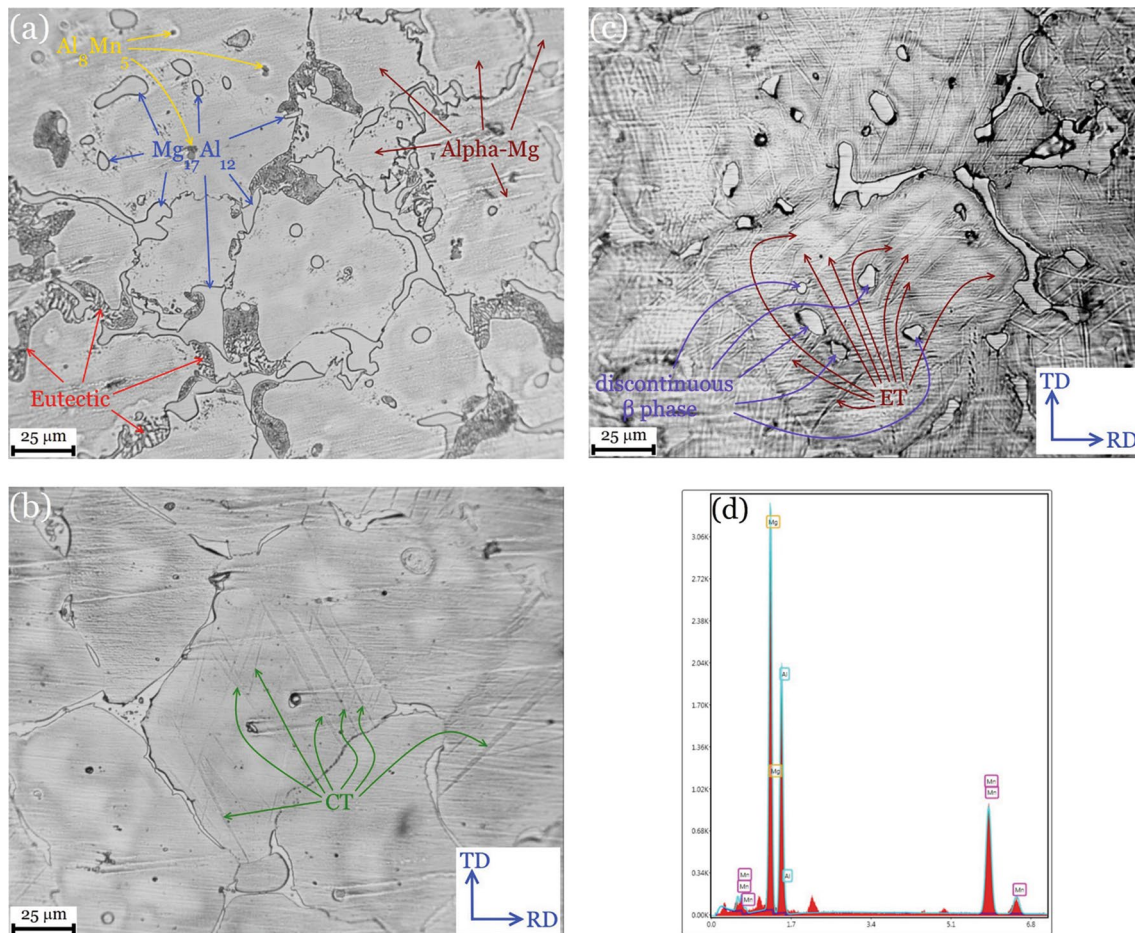 (a)
Al8Mn5
Mg17Al12
Alpha-Mg
Eutectic
25 μm
(c)
discontinuous
β phase
ET
TD
RD
25 μm
(b)
CT
TD
RD
25 μm
(d)
3.06K
2.72K
2.38K
2.04K
1.70K
1.36K
1.02K
0.68K
0.34K
0.00K
Mg
Al
Mg
Mn
Mn
Al
Mn
Mn
Mn
Mn
0.0
1.7
3.4
5.1
6.8